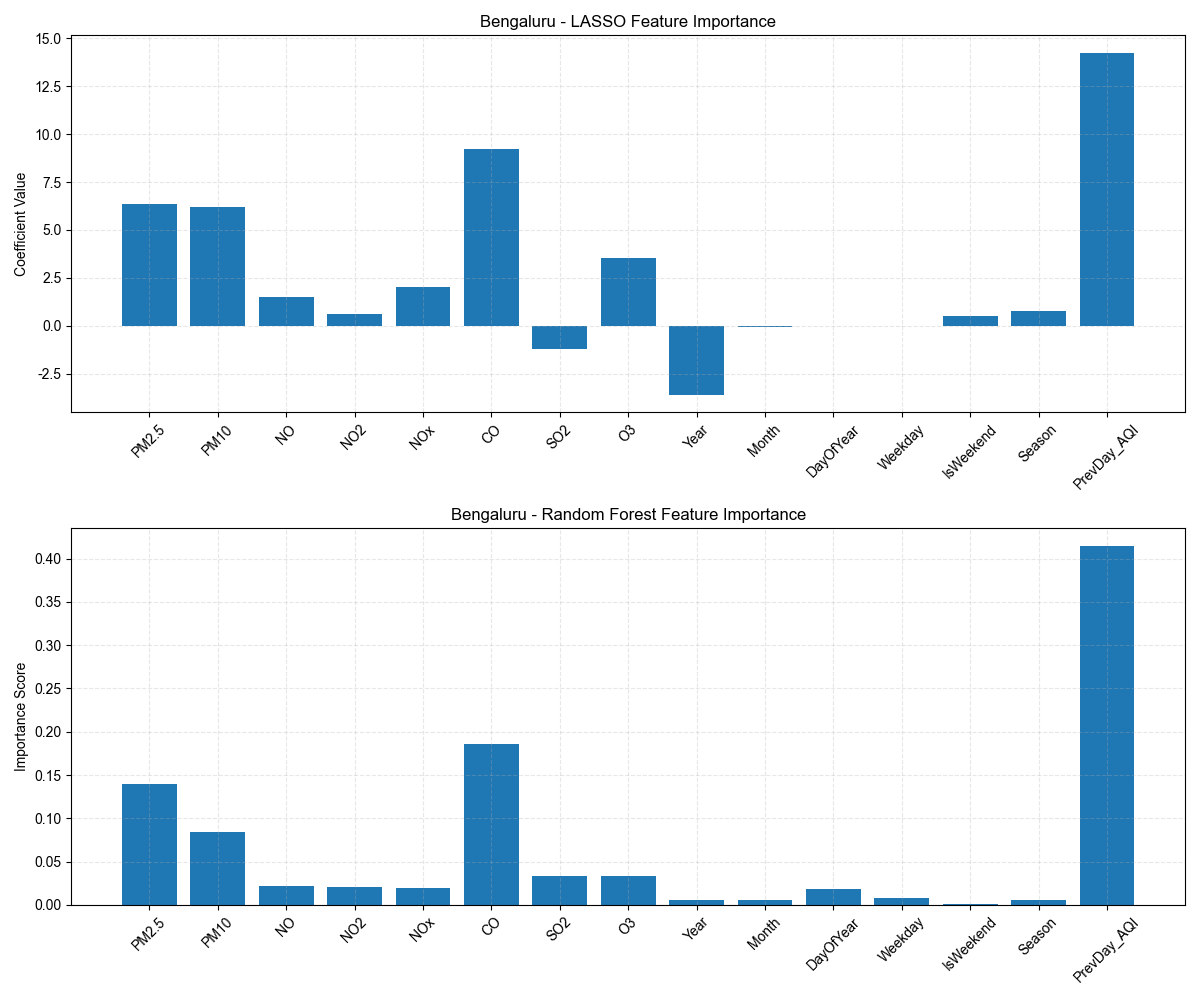 Bengaluru - LASSO Feature Importance
Coefficient Value
15.0
12.5
10.0
7.5
5.0
2.5
0.0
-2.5
PM2.5
PM10
NO
NO2
NOx
CO
SO2
O3
Year
Month
DayOfYear
Weekday
IsWeekend
Season
PrevDay_AQI
Bengaluru - Random Forest Feature Importance
Importance Score
0.40
0.35
0.30
0.25
0.20
0.15
0.10
0.05
0.00
PM2.5
PM10
NO
NO2
NOx
CO
SO2
O3
Year
Month
DayOfYear
Weekday
IsWeekend
Season
PrevDay_AQI